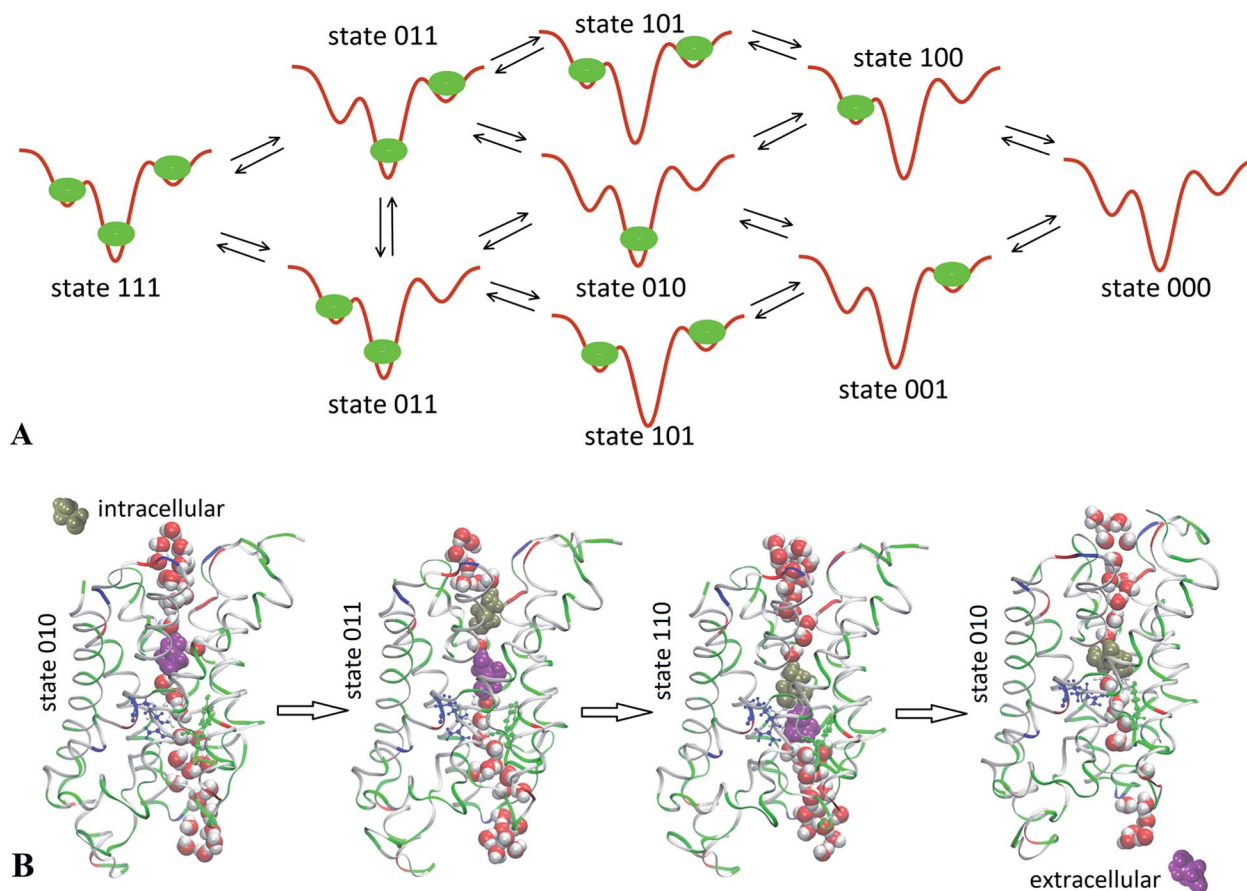 state 011
state 101
state 100
state 111
state 010
state 000
state 011
state 001
state 101
A
intracellular
state 010
state 011
state 110
state 010
B
extracellular